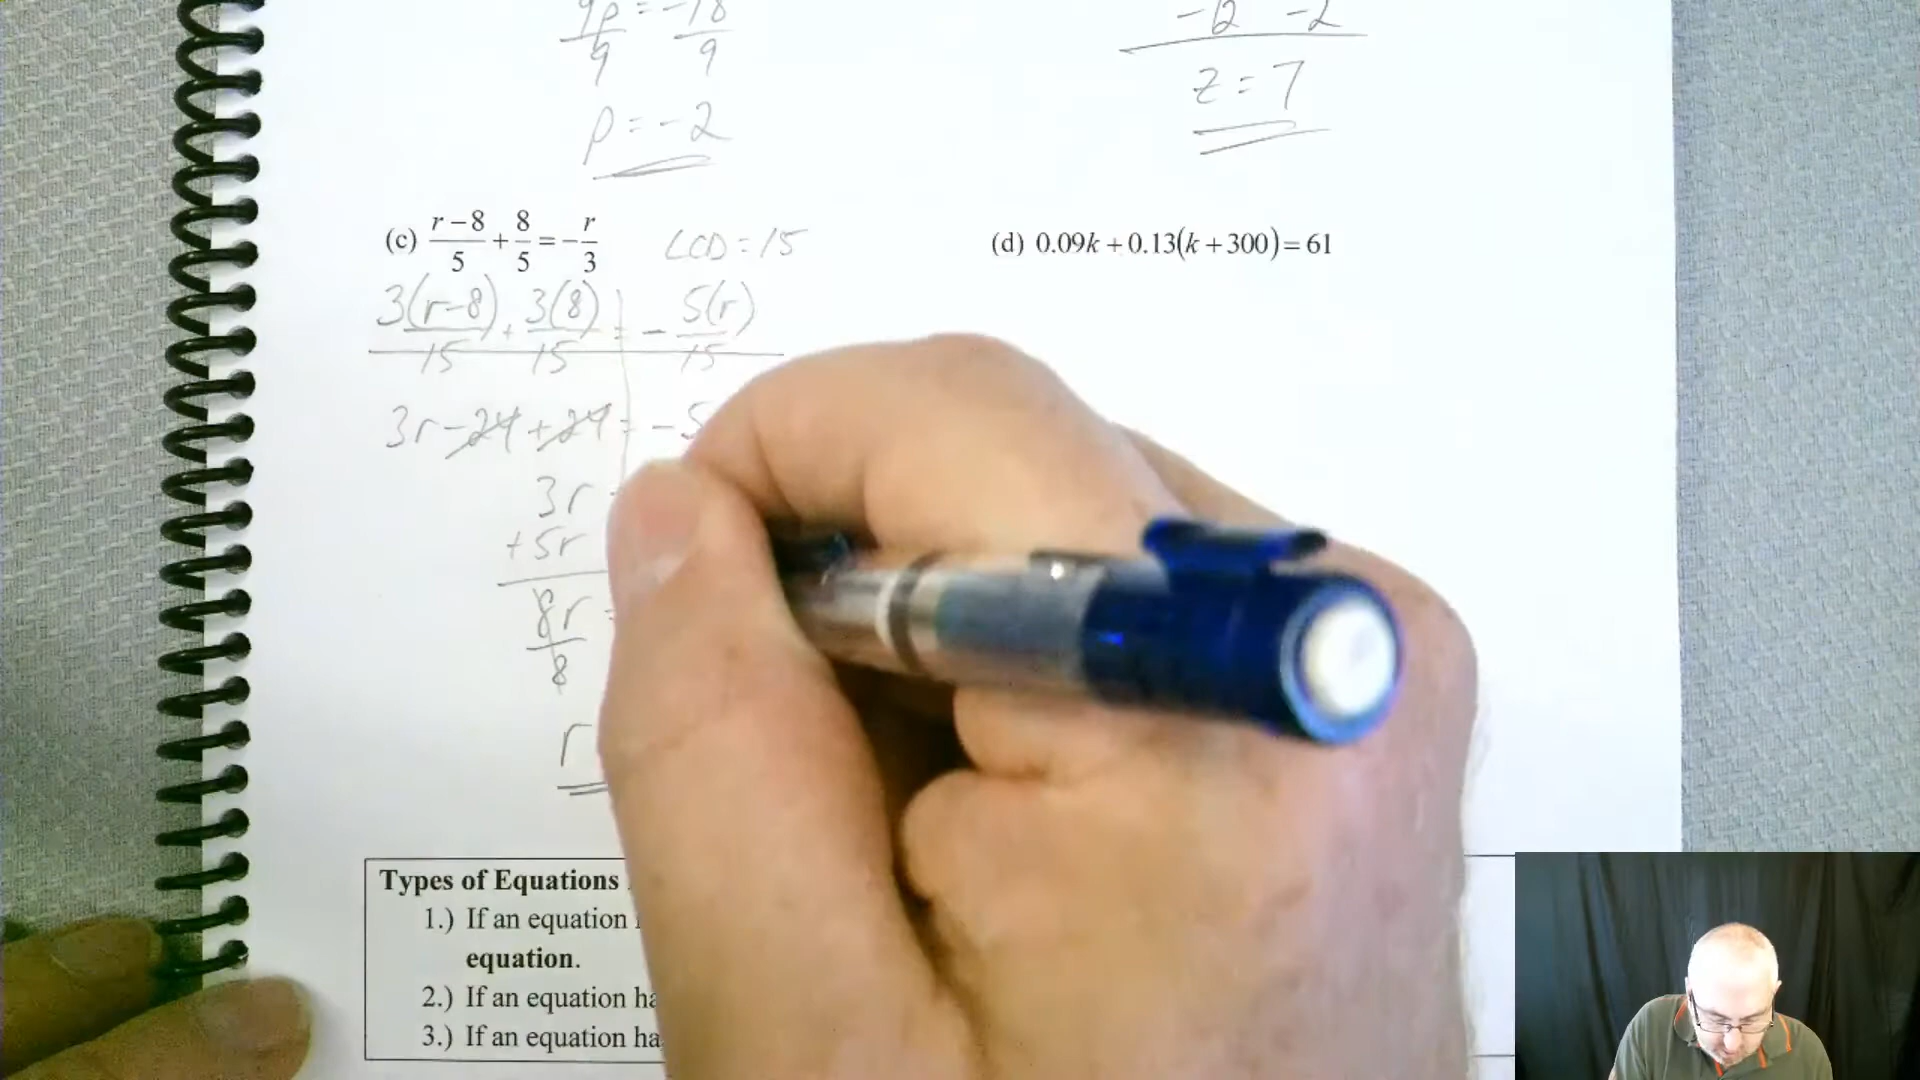 9p = -18
9 9
p = -2
-12 -2
z = 7
(c) r-8/5 + 8/5 = -r/3
LCD = 15
3(r-8)/15 + 3(8)/15 = - 5(r)/15
3r-24+24 = -5
3r
+5r
8r =
8
r
(d) 0.09k + 0.13(k + 300) = 61
Types of Equations
1.) If an equation
equation.
2.) If an equation ha
3.) If an equation ha